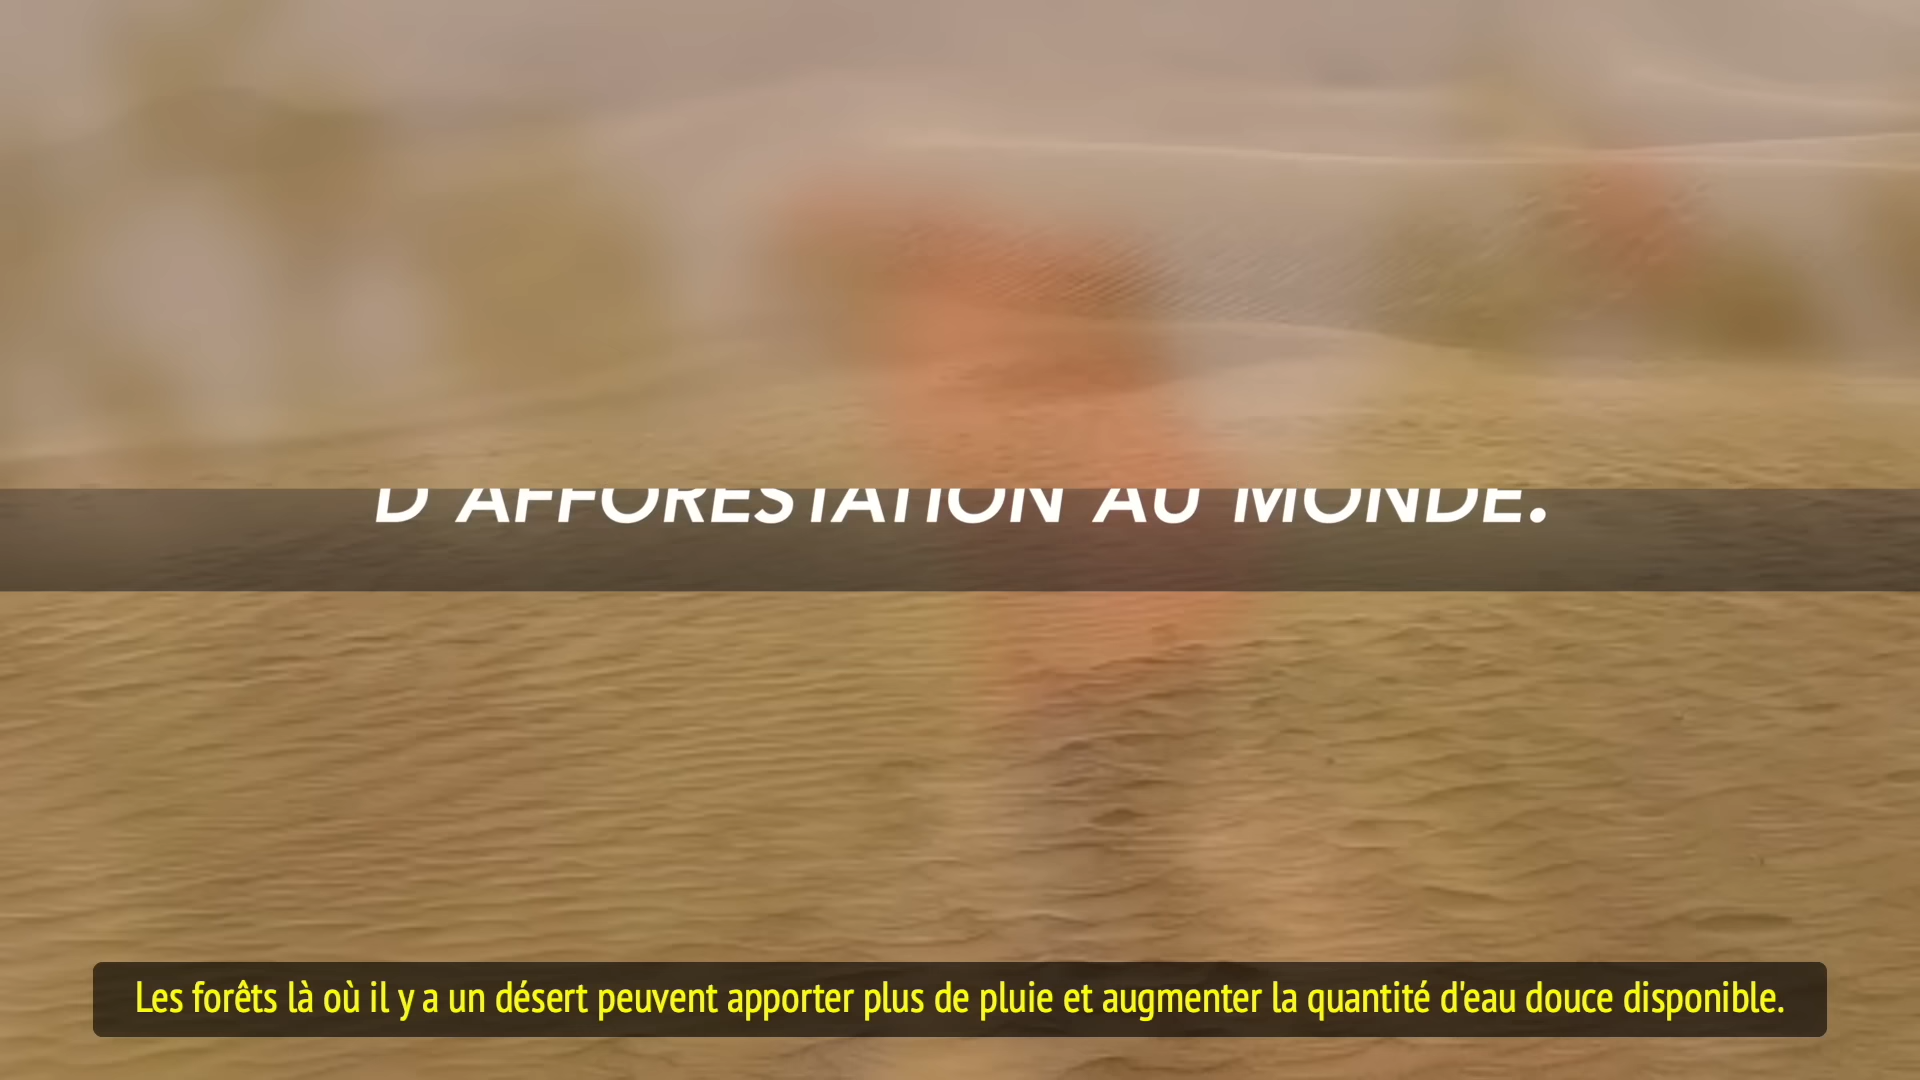 D'AFFORESTATION AU MONDE.
Les forêts là où il y a un désert peuvent apporter plus de pluie et augmenter la quantité d'eau douce disponible.